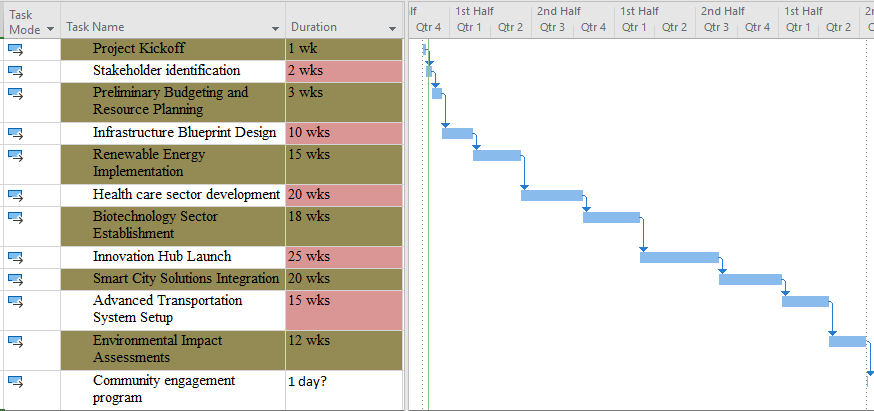 Task Mode Task Name Duration
lf 1st Half 2nd Half 1st Half 2nd Half 1st Half 2n
Qtr 4 Qtr 1 Qtr 2 Qtr 3 Qtr 4 Qtr 1 Qtr 2 Qtr 3 Qtr 4 Qtr 1 Qtr 2 Qt
Project Kickoff 1 wk
Stakeholder identification 2 wks
Preliminary Budgeting and 3 wks
Resource Planning
Infrastructure Blueprint Design 10 wks
Renewable Energy 15 wks
Implementation
Health care sector development 20 wks
Biotechnology Sector 18 wks
Establishment
Innovation Hub Launch 25 wks
Smart City Solutions Integration 20 wks
Advanced Transportation 15 wks
System Setup
Environmental Impact 12 wks
Assessments
Community engagement 1 day?
program